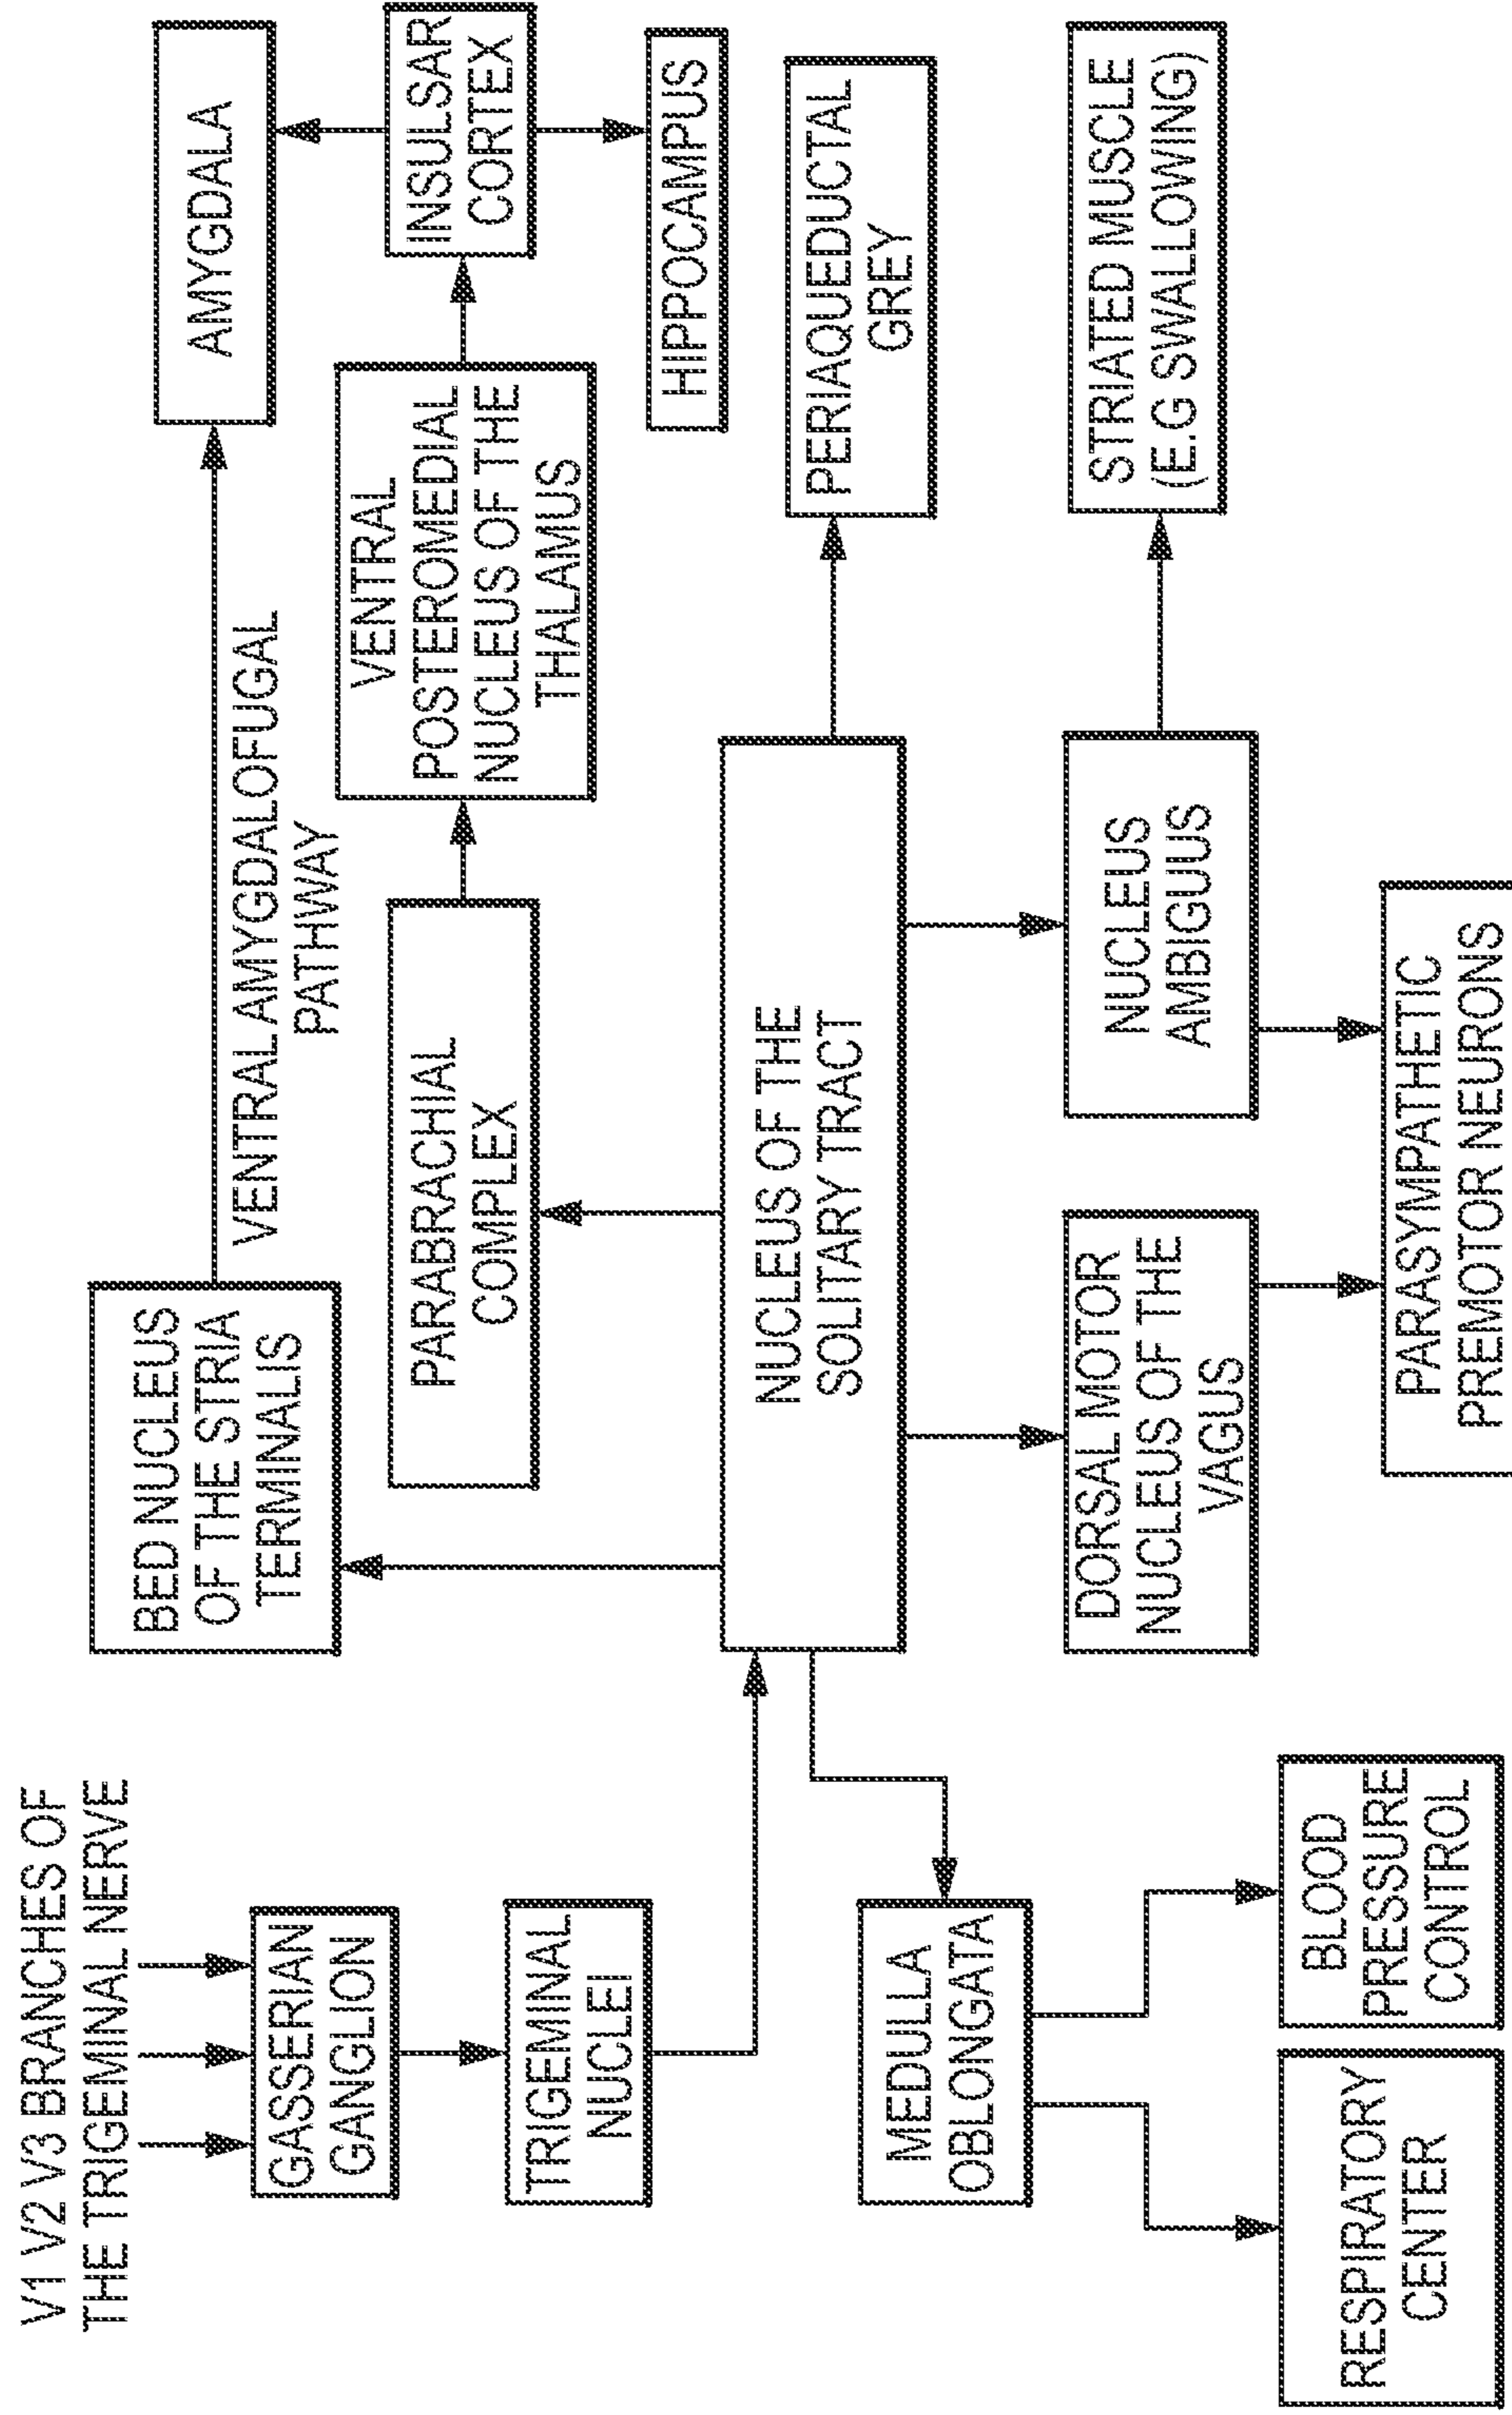 V1 V2 V3 BRANCHES OF
THE TRIGEMINAL NERVE
GASSERIAN
GANGLION
TRIGEMINAL
NUCLEI
BED NUCLEUS
OF THE STRIA
TERMINALIS
VENTRAL AMYGDALOFUGAL
PATHWAY
AMYGDALA
PARABRACHIAL
COMPLEX
VENTRAL
POSTEROMEDIAL
NUCLEUS OF THE
THALAMUS
INSULSAR
CORTEX
HIPPOCAMPUS
NUCLEUS OF THE
SOLITARY TRACT
PERIAQUEDUCTAL
GREY
MEDULLA
OBLONGATA
DORSAL MOTOR
NUCLEUS OF THE
VAGUS
NUCLEUS
AMBIGUUS
STRIATED MUSCLE
(E.G SWALLOWING)
RESPIRATORY
CENTER
BLOOD
PRESSURE
CONTROL
PARASYMPATHETIC
PREMOTOR NEURONS